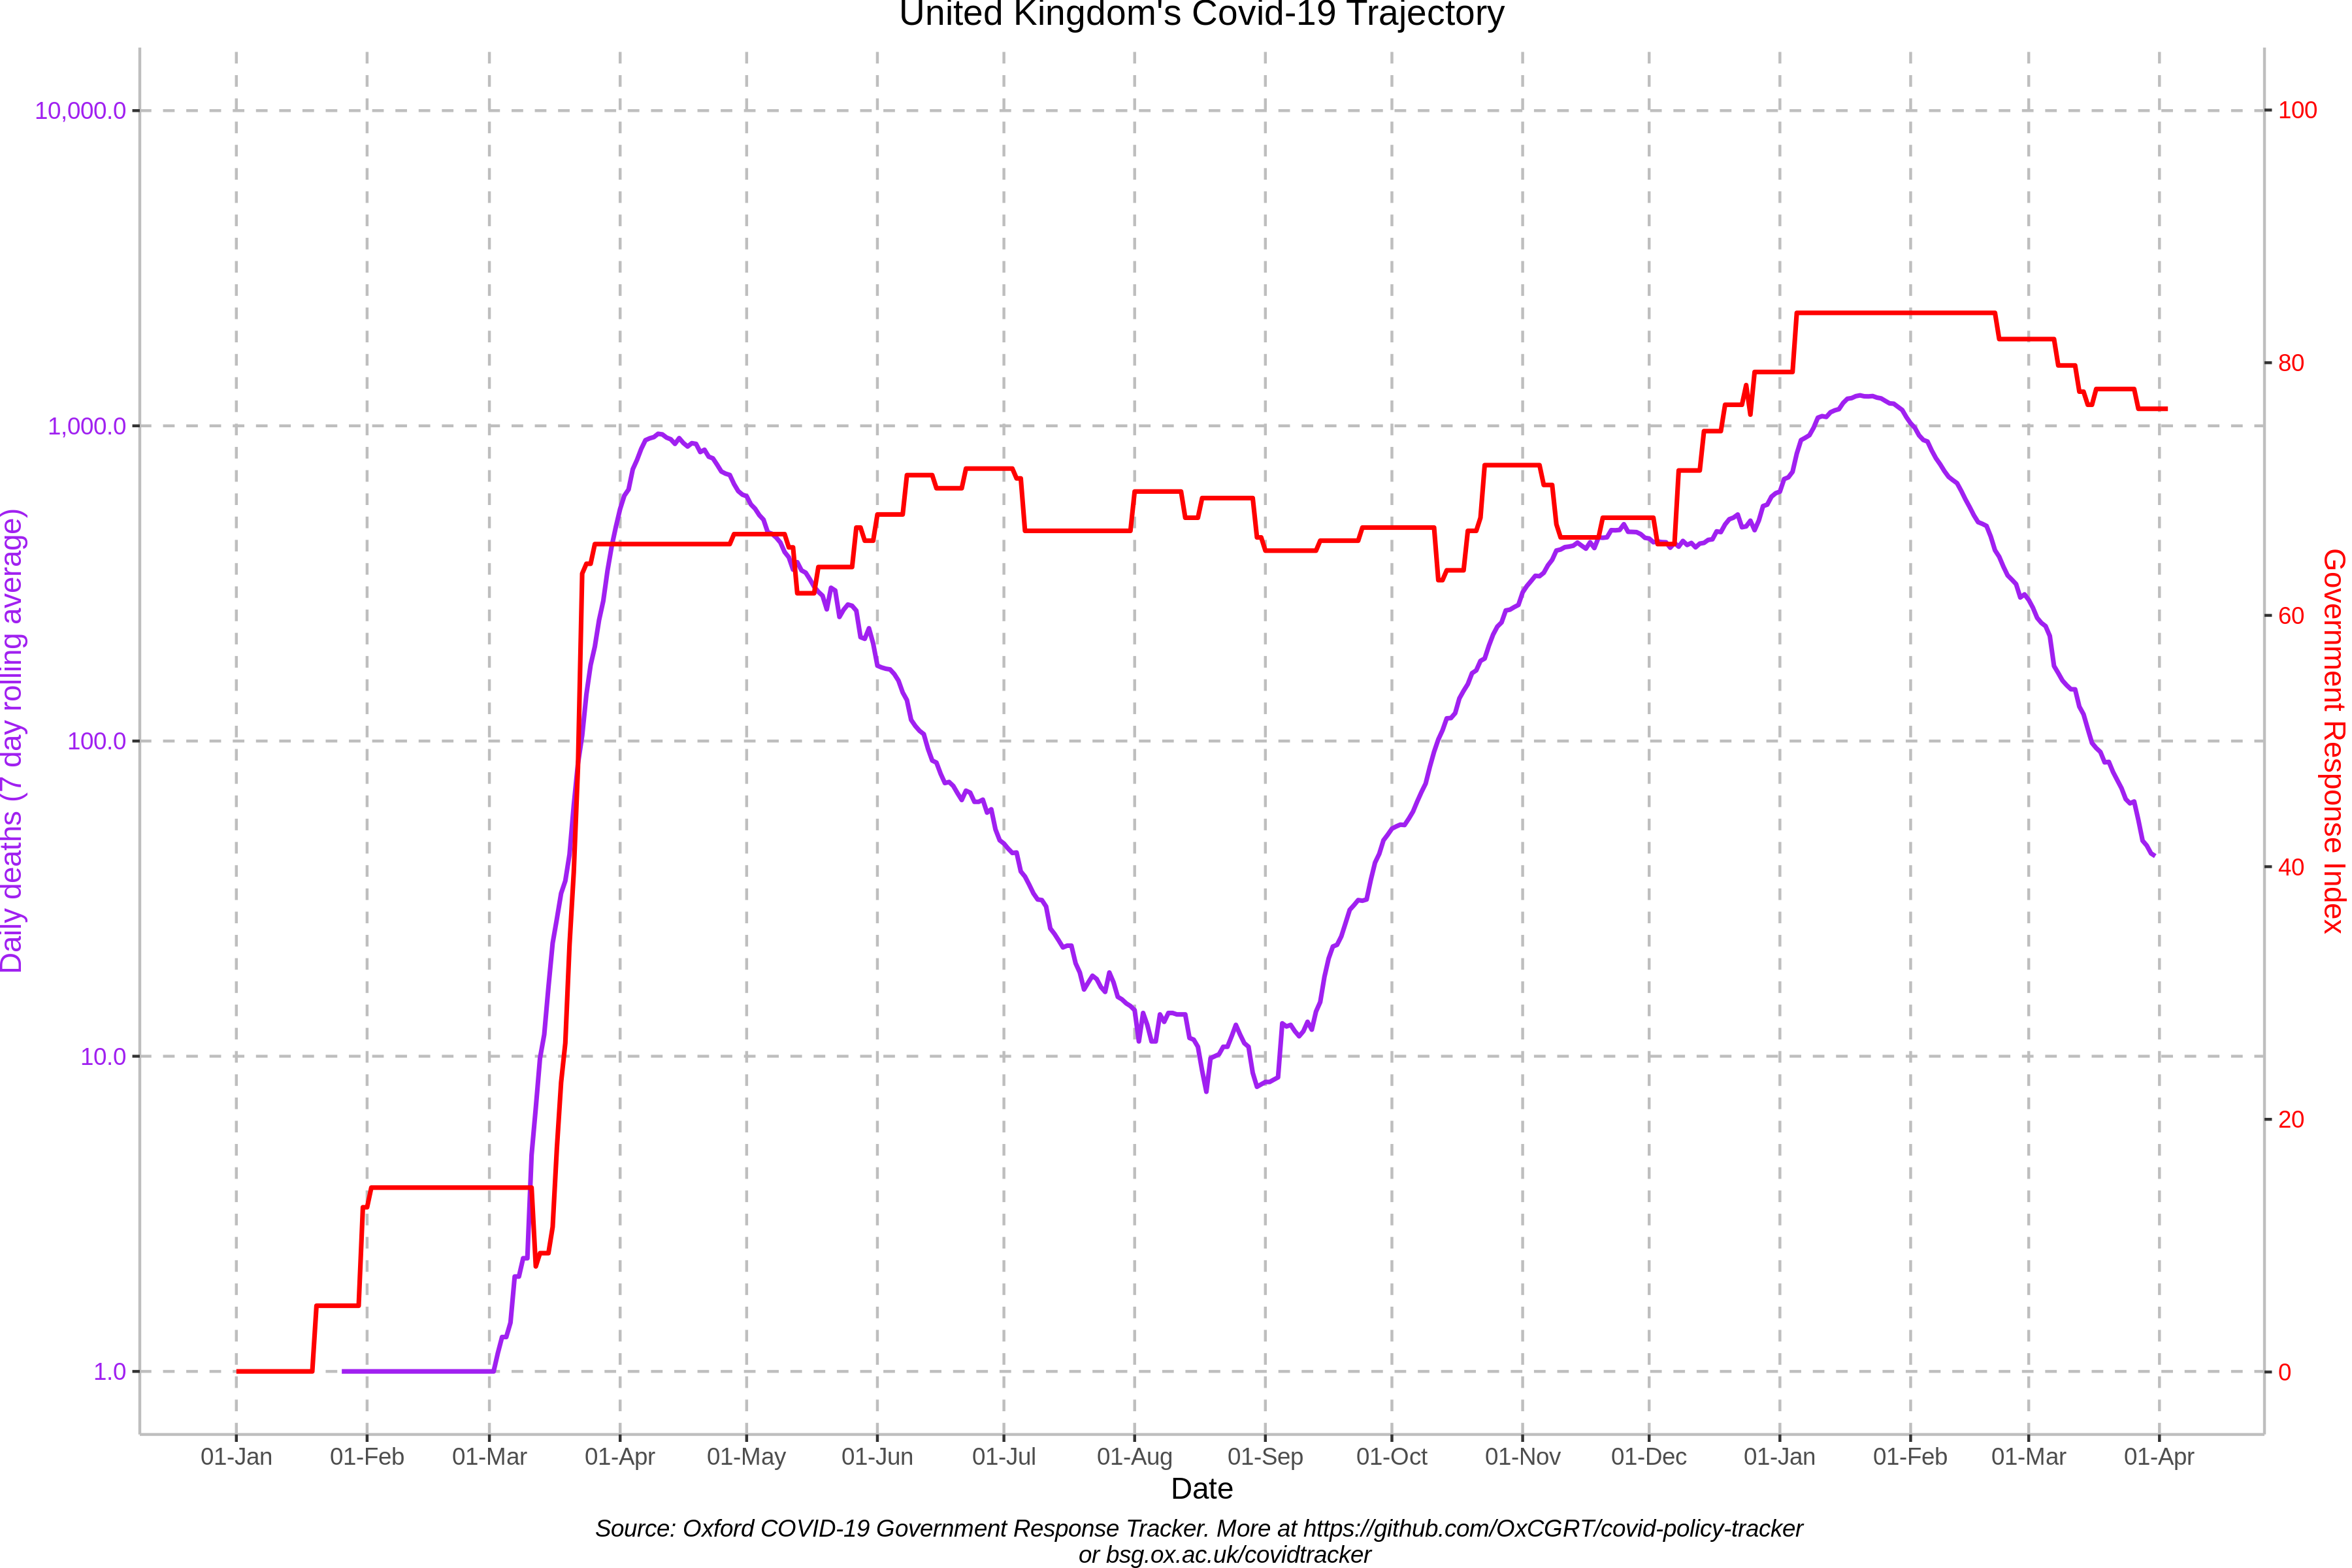 United Kingdom's Covid-19 Trajectory
10,000.0
1,000.0
100.0
10.0
1.0
Daily deaths (7 day rolling average)
100
80
60
40
20
0
Government Response Index
01-Jan 01-Feb 01-Mar 01-Apr 01-May 01-Jun 01-Jul 01-Aug 01-Sep 01-Oct 01-Nov 01-Dec 01-Jan 01-Feb 01-Mar 01-Apr
Date
Source: Oxford COVID-19 Government Response Tracker. More at https://github.com/OxCGRT/covid-policy-tracker
or bsg.ox.ac.uk/covidtracker